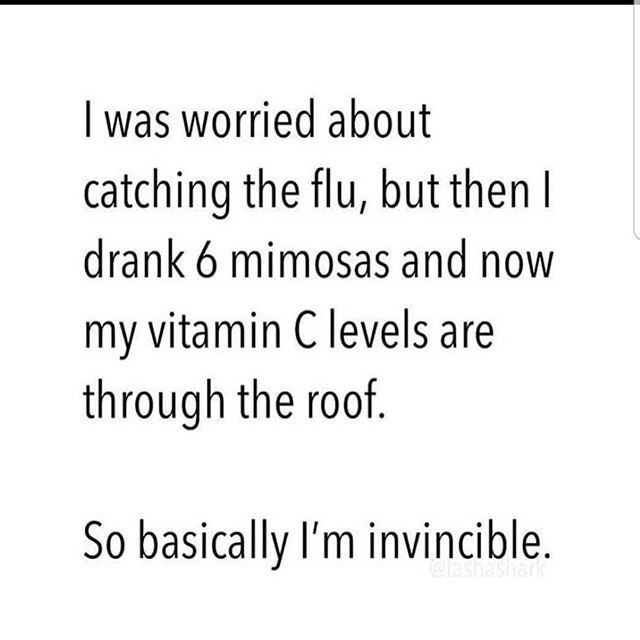 I was worried about
catching the flu, but then I
drank 6 mimosas and now
my vitamin C levels are
through the roof.
So basically I'm invincible.
@tashashark